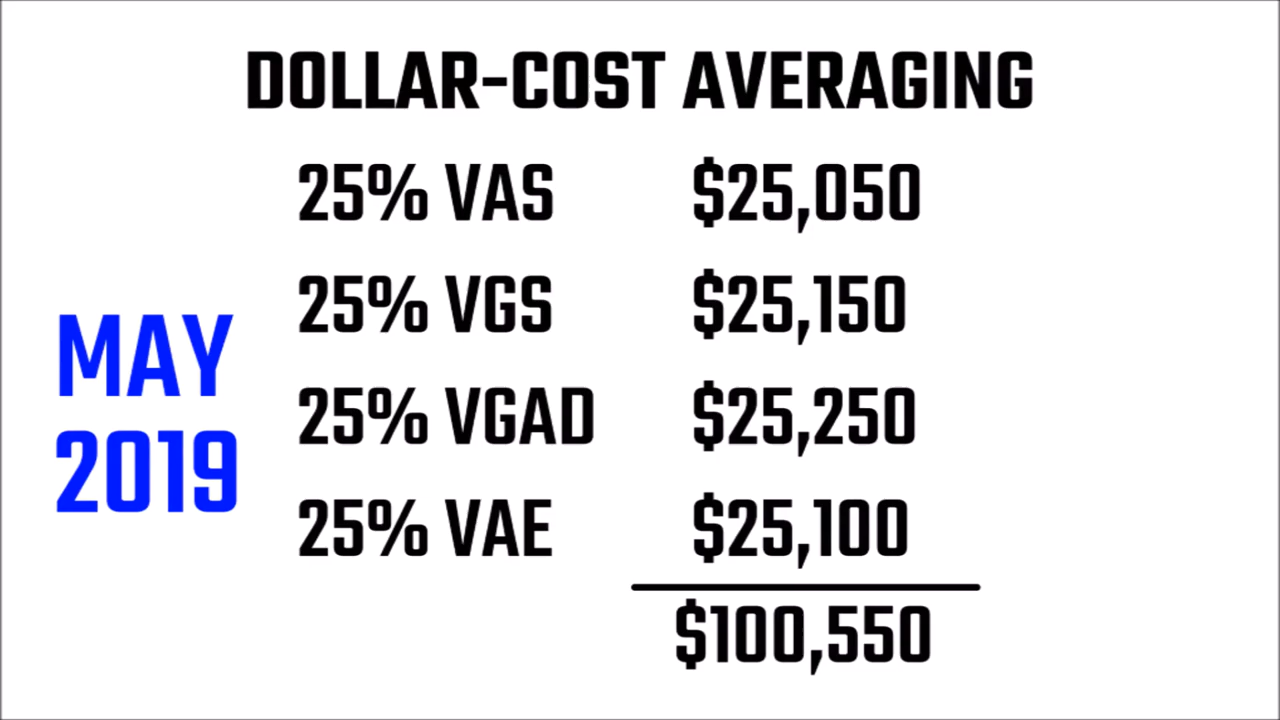 DOLLAR-COST AVERAGING
25% VAS $25,050
25% VGS $25,150
MAY
25% VGAD $25,250
2019
25% VAE $25,100
$100,550